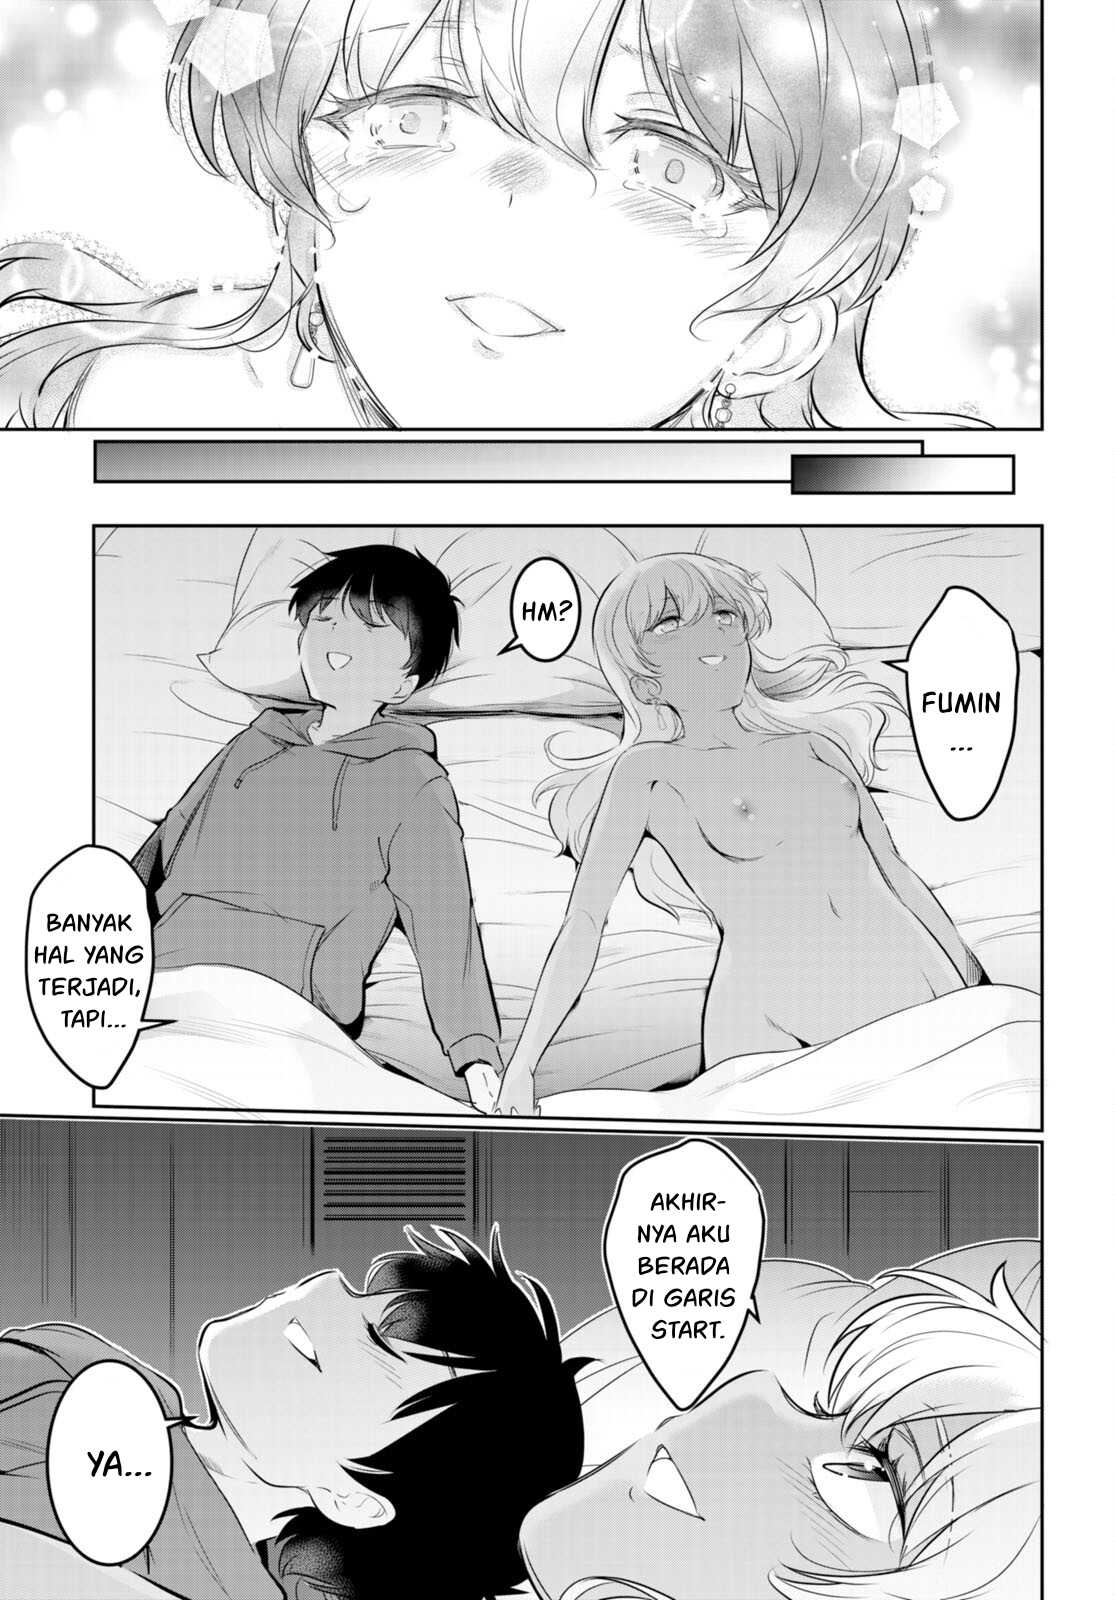 FUMIN
...
HM?
BANYAK
HAL YANG
TERJADI,
TAPI...
AKHIR-
NYA AKU
BERADA
DI GARIS
START.
YA...